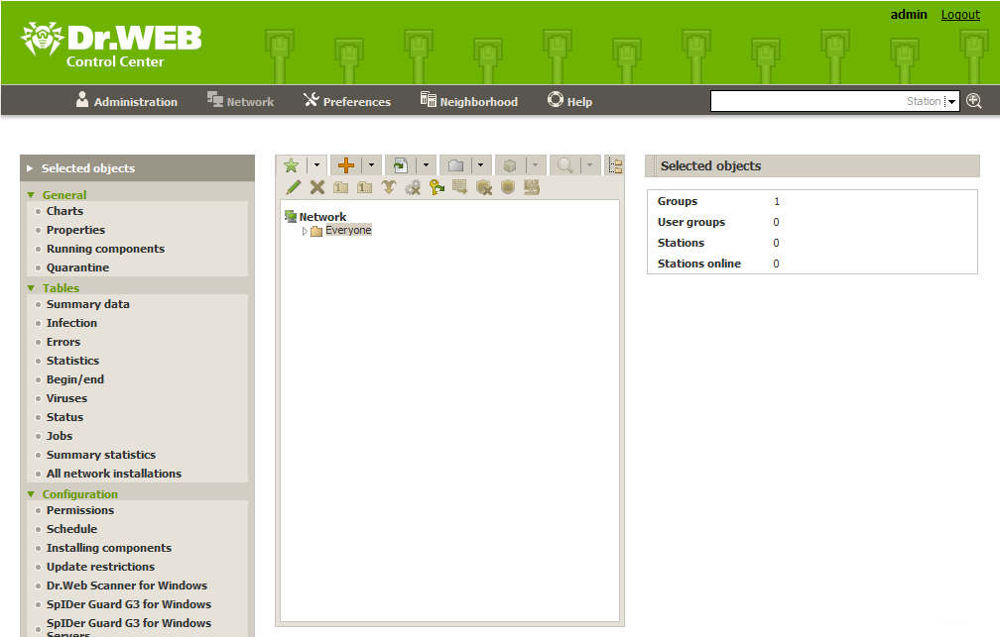 admin Logout
Dr.WEB
Control Center
Administration Network Preferences Neighborhood Help Station
Selected objects
General
Charts
Properties
Running components
Quarantine
Tables
Summary data
Infection
Errors
Statistics
Begin/end
Viruses
Status
Jobs
Summary statistics
All network installations
Configuration
Permissions
Schedule
Installing components
Update restrictions
Dr.Web Scanner for Windows
SpIDer Guard G3 for Windows
SpIDer Guard G3 for Windows
Servers
Network
Everyone
Selected objects
Groups 1
User groups 0
Stations 0
Stations online 0